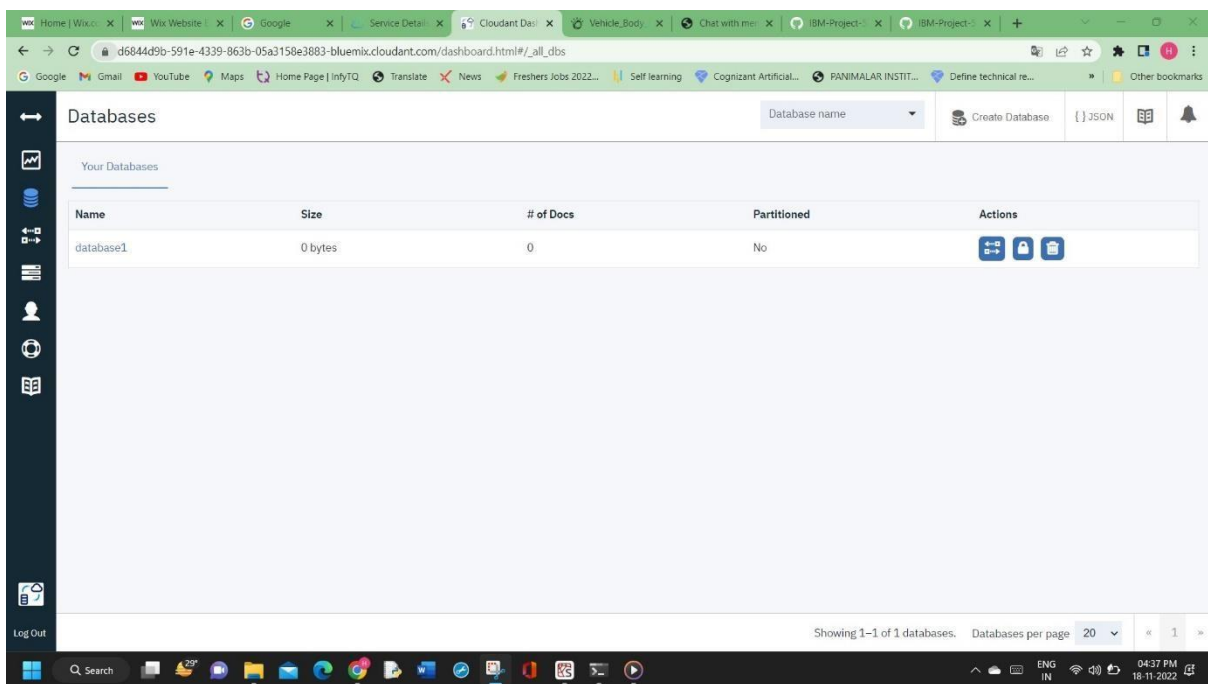 WIX Home | Wix.c WIX Wix Website G Google Service Detail Cloudant Das Vehicle_Body Chat with mer IBM-Project- IBM-Project-
d6844d9b-591e-4339-863b-05a3158e3883-bluemix.cloudant.com/dashboard.html#/_all_dbs H
Google Gmail YouTube Maps Home Page | InfyTQ Translate News Freshers Jobs 2022... Self learning Cognizant Artificial... PANIMALAR INSTIT... Define technical re... » Other bookmarks
Databases Database name Create Database { } JSON
Your Databases
Name Size # of Docs Partitioned Actions
database1 0 bytes 0 No
Log Out
Showing 1–1 of 1 databases. Databases per page 20 « 1 »
Search 29° ENG IN 04:37 PM 18-11-2022